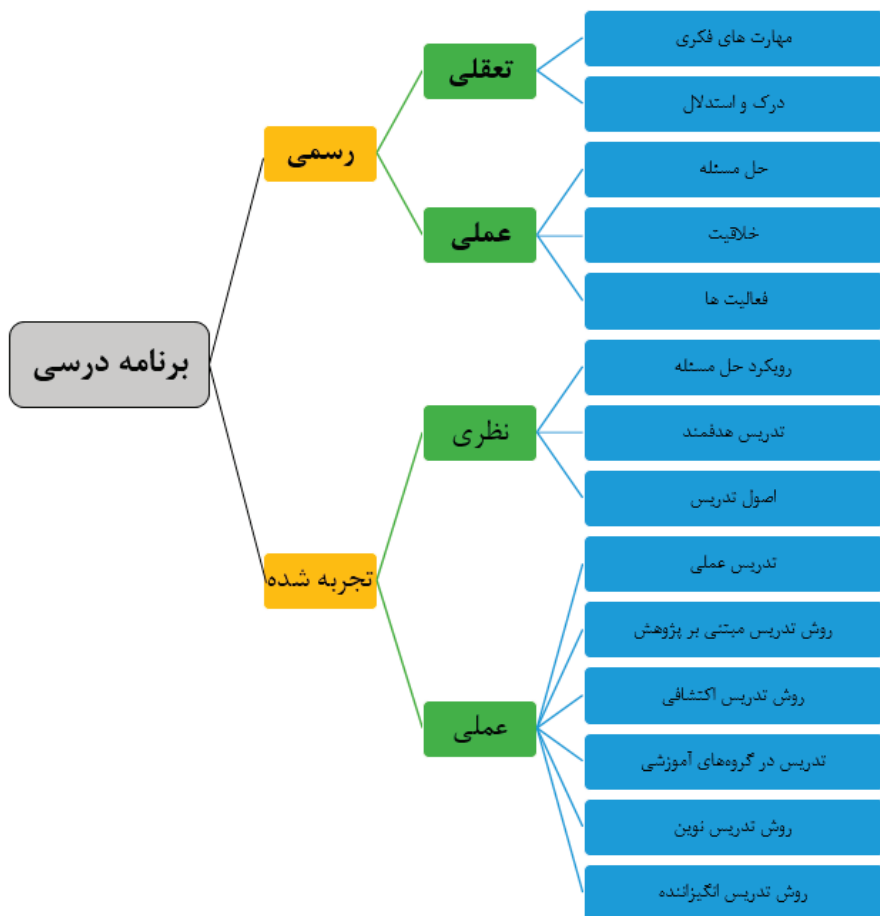 برنامه درسی
رسمی
تعقلی
مهارت های فکری
درک و استدلال
عملی
حل مسئله
خلاقیت
فعالیت ها
تجربه شده
نظری
رویکرد حل مسئله
تدریس هدفمند
اصول تدریس
عملی
تدریس عملی
روش تدریس مبتنی بر پژوهش
روش تدریس اکتشافی
تدریس در گروه‌های آموزشی
روش تدریس نوین
روش تدریس انگیزاننده